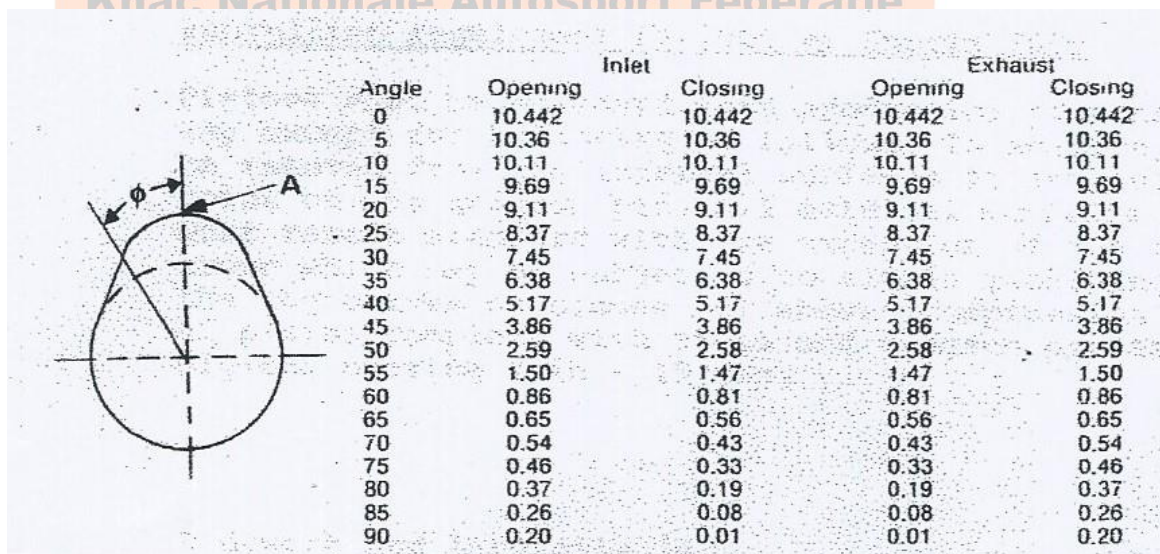 Knac Nationale Autosport Federatie
Inlet Exhaust
Angle Opening Closing Opening Closing
0 10.442 10.442 10.442 10.442
5 10.36 10.36 10.36 10.36
10 10.11 10.11 10.11 10.11
15 9.69 9.69 9.69 9.69
20 9.11 9.11 9.11 9.11
25 8.37 8.37 8.37 8.37
30 7.45 7.45 7.45 7.45
35 6.38 6.38 6.38 6.38
40 5.17 5.17 5.17 5.17
45 3.86 3.86 3.86 3.86
50 2.59 2.58 2.58 2.59
55 1.50 1.47 1.47 1.50
60 0.86 0.81 0.81 0.86
65 0.65 0.56 0.56 0.65
70 0.54 0.43 0.43 0.54
75 0.46 0.33 0.33 0.46
80 0.37 0.19 0.19 0.37
85 0.26 0.08 0.08 0.26
90 0.20 0.01 0.01 0.20
ϕ A